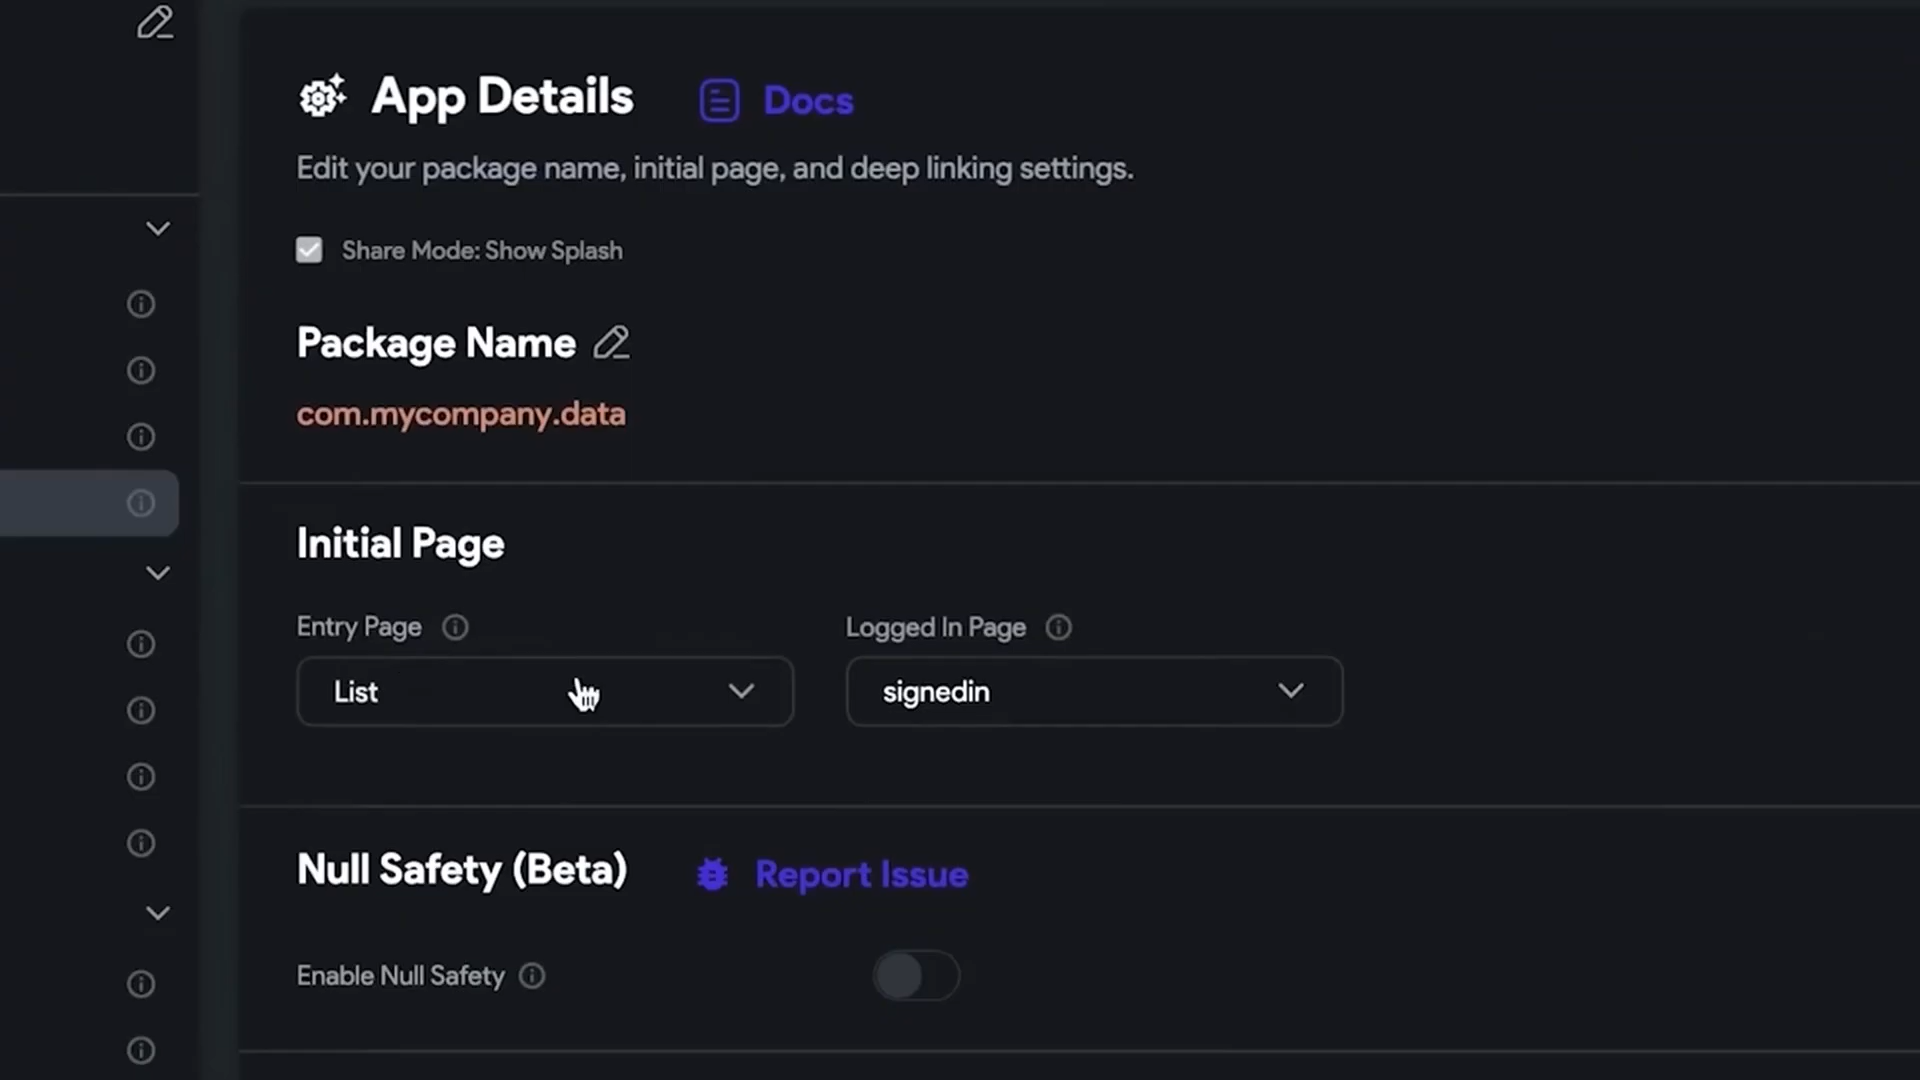 App Details
Docs
Edit your package name, initial page, and deep linking settings.
Share Mode: Show Splash
Package Name
com.mycompany.data
Initial Page
Entry Page
Logged In Page
List
signedin
Null Safety (Beta)
Report Issue
Enable Null Safety